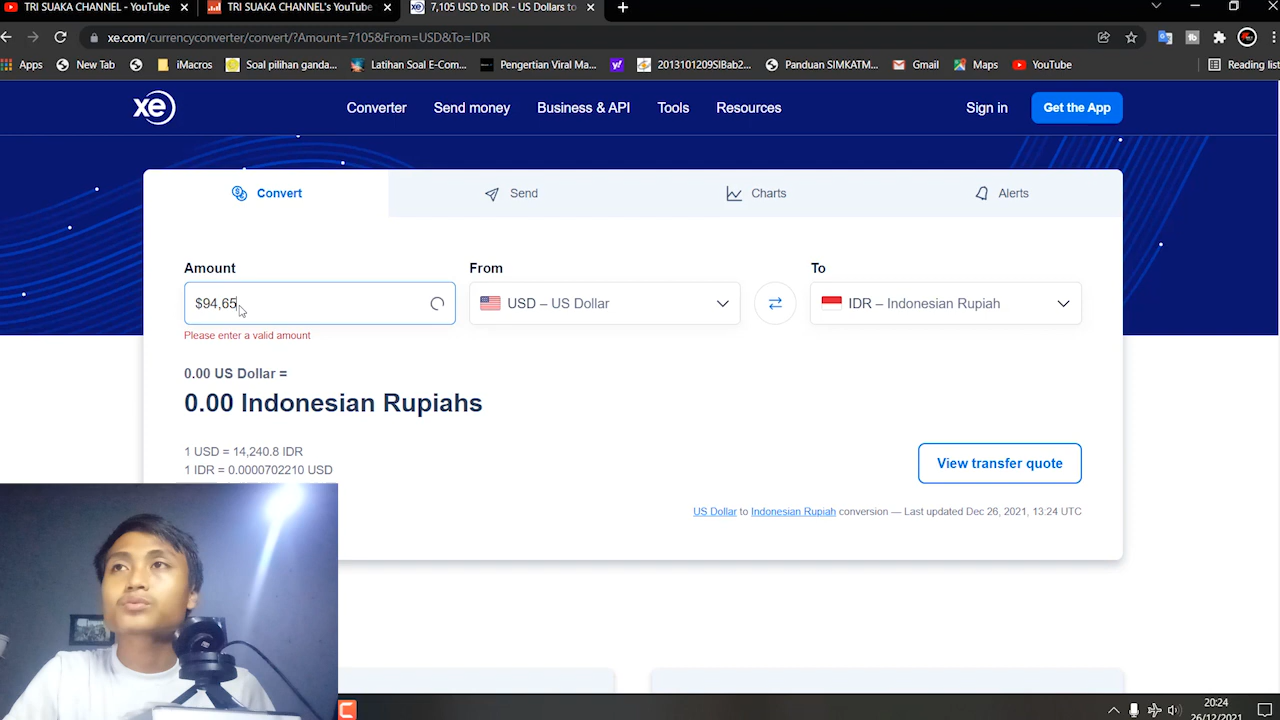 TRI SUAKA CHANNEL - YouTube
TRI SUAKA CHANNEL's YouTube
7,105 USD to IDR - US Dollars to
xe.com/currencyconverter/convert/?Amount=7105&From=USD&To=IDR
Apps
New Tab
iMacros
Soal pilihan ganda...
Latihan Soal E-Com...
Pengertian Viral Ma...
2013101209SIBab2...
Panduan SIMKATM...
Gmail
Maps
YouTube
Reading list
xe
Converter
Send money
Business & API
Tools
Resources
Sign in
Get the App
Convert
Send
Charts
Alerts
Amount
From
To
$94,65
USD – US Dollar
IDR – Indonesian Rupiah
Please enter a valid amount
0.00 US Dollar =
0.00 Indonesian Rupiahs
1 USD = 14,240.8 IDR
1 IDR = 0.0000702210 USD
View transfer quote
US Dollar to Indonesian Rupiah conversion — Last updated Dec 26, 2021, 13:24 UTC
20:24
26/12/2021